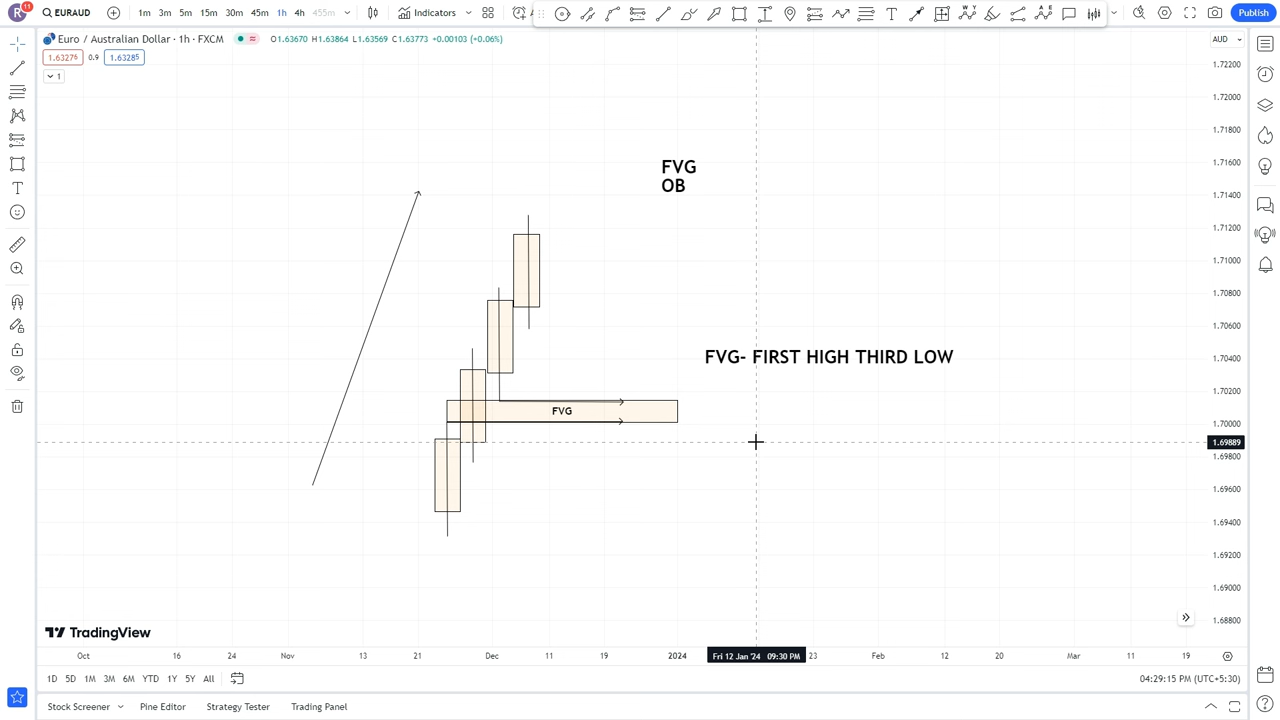 R
11
EURAUD
1m 3m 5m 15m 30m 45m 1h 4h 455m
Indicators
Euro / Australian Dollar · 1h · FXCM
O1.63670 H1.63864 L1.63569 C1.63773 +0.00103 (+0.06%)
AUD
1.63276 0.9 1.63285
1
1.72200
1.72000
1.71800
1.71600
1.71400
1.71200
1.71000
1.70800
1.70600
1.70400
1.70200
1.70000
1.69889
1.69800
1.69600
1.69400
1.69200
1.69000
1.68800
FVG
OB
FVG- FIRST HIGH THIRD LOW
FVG
TradingView
Oct 16 24 Nov 13 21 Dec 11 19 2024 Fri 12 Jan '24 09:30 PM 23 Feb 12 20 Mar 11 19
1D 5D 1M 3M 6M YTD 1Y 5Y All
04:29:15 PM (UTC+5:30)
Stock Screener Pine Editor Strategy Tester Trading Panel
Publish